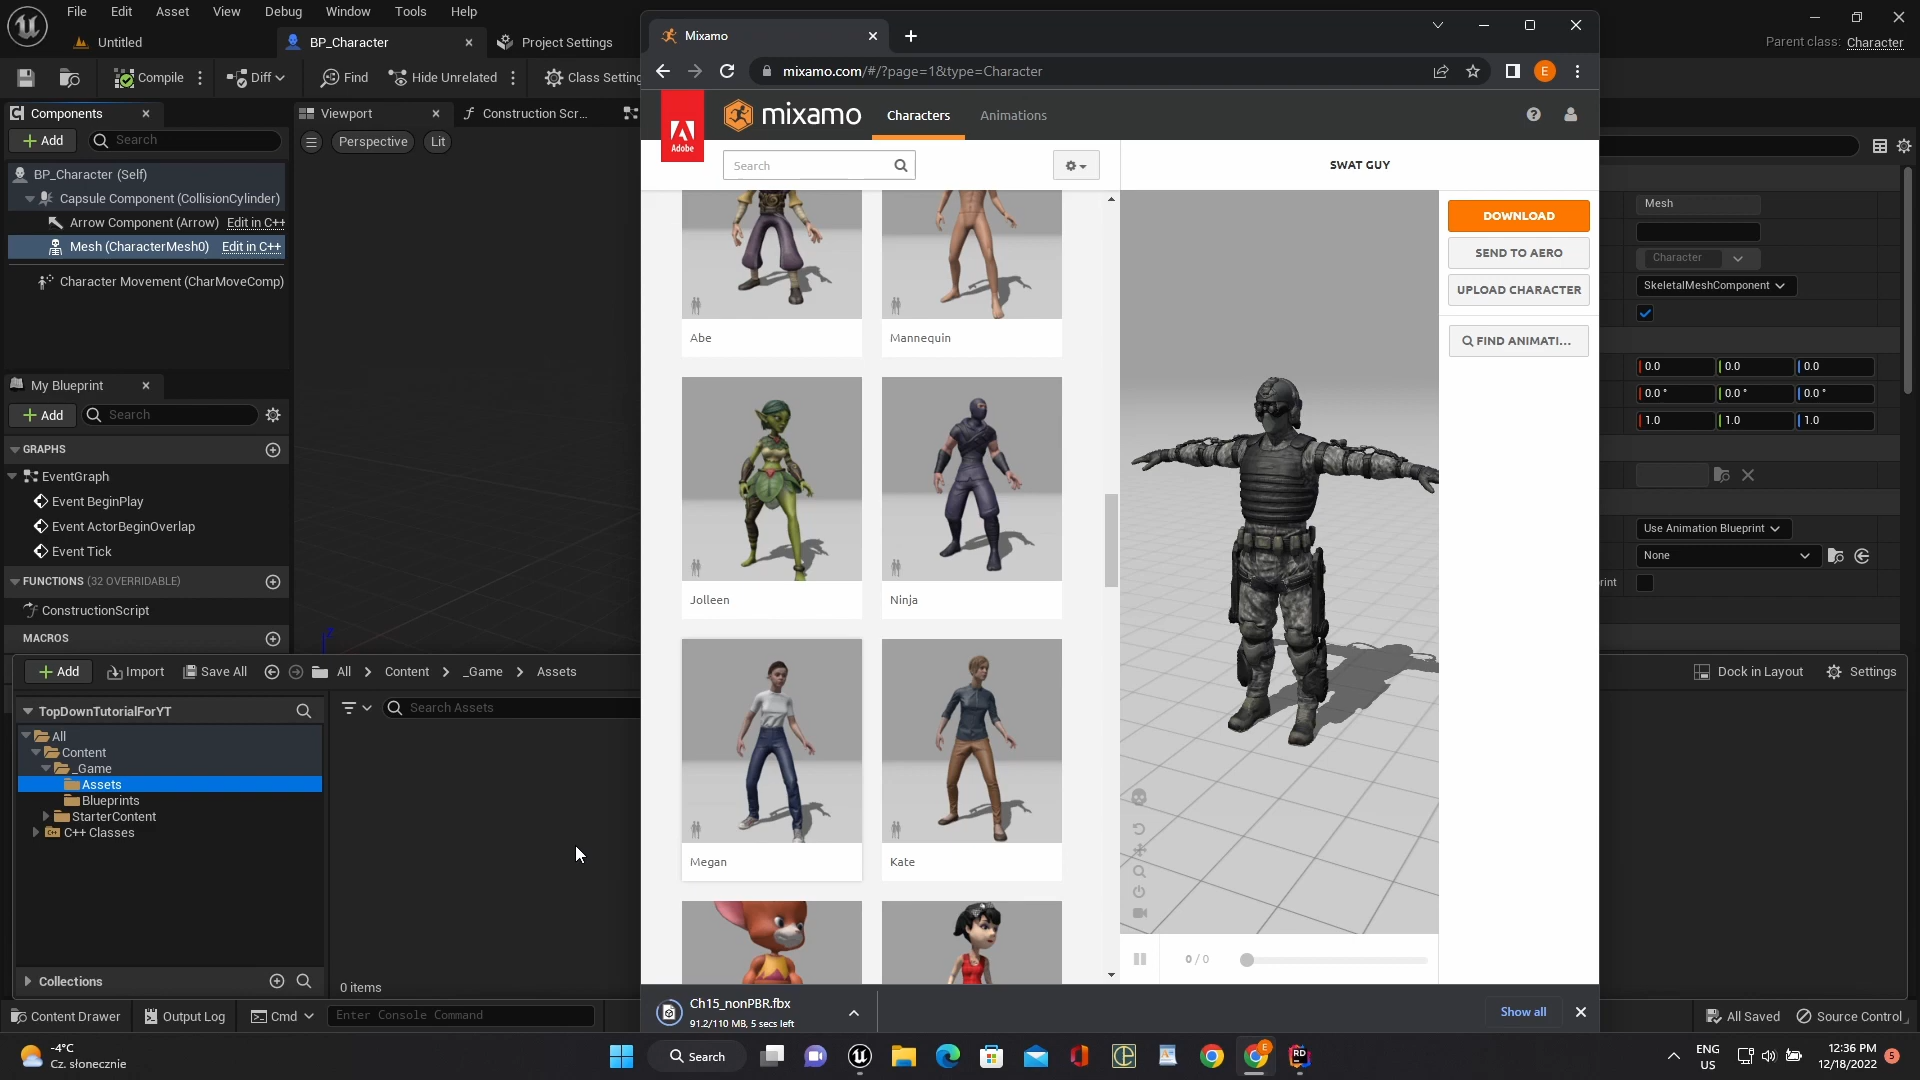 File Edit Asset View Debug Window Tools Help
Untitled
BP_Character
Project Settings
Parent class: Character
Compile
Diff
Find
Hide Unrelated
Class Setting
Components
Viewport
Construction Scr...
Add
Search
Perspective
Lit
BP_Character (Self)
Capsule Component (CollisionCylinder)
Arrow Component (Arrow) Edit in C++
Mesh (CharacterMesh0) Edit in C++
Character Movement (CharMoveComp)
My Blueprint
Add
Search
GRAPHS
EventGraph
Event BeginPlay
Event ActorBeginOverlap
Event Tick
FUNCTIONS (32 OVERRIDABLE)
ConstructionScript
MACROS
Add
Import
Save All
All
Content
_Game
Assets
TopDownTutorialForYT
Search Assets
All
Content
_Game
Assets
Blueprints
StarterContent
C++ Classes
Collections
0 items
Content Drawer
Output Log
Cmd
Enter Console Command
Mixamo
mixamo.com/#/?page=1&type=Character
E
Adobe
mixamo
Characters
Animations
Search
SWAT GUY
DOWNLOAD
SEND TO AERO
UPLOAD CHARACTER
FIND ANIMATI...
Abe
Mannequin
Jolleen
Ninja
Megan
Kate
0 / 0
Ch15_nonPBR.fbx
91.2/110 MB, 5 secs left
Show all
Mesh
Character
SkeletalMeshComponent
0.0 0.0 0.0
0.0 ° 0.0 ° 0.0 °
1.0 1.0 1.0
Use Animation Blueprint
None
rint
Dock in Layout
Settings
All Saved
Source Control
-4°C
Cz. słonecznie
Search
E
RD
ENG
US
12:36 PM
12/18/2022
5